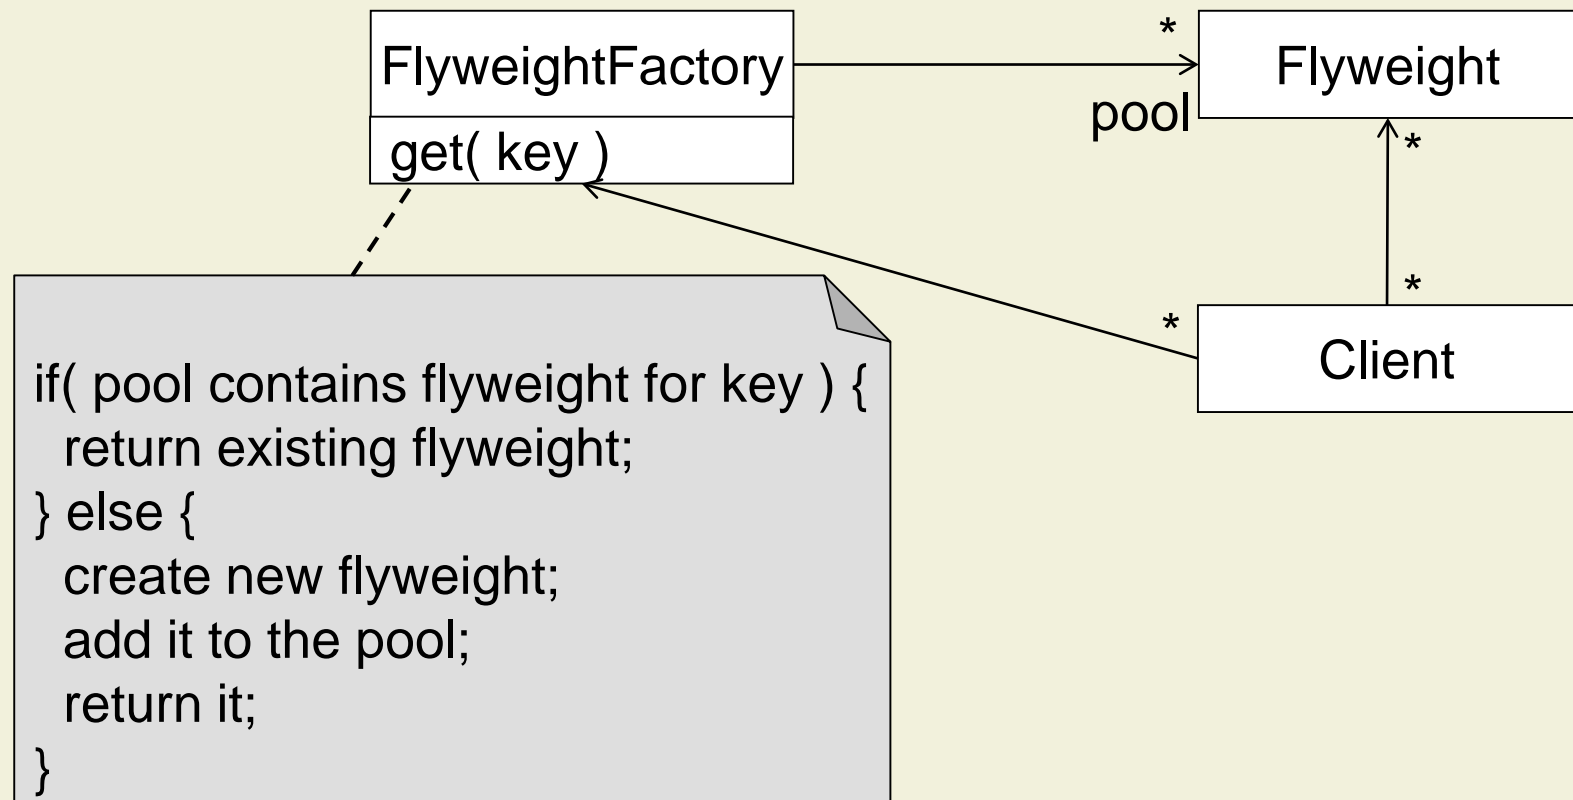 FlyweightFactory
get( key )
*
pool
Flyweight
*
*
*
Client
if( pool contains flyweight for key ) {
  return existing flyweight;
} else {
  create new flyweight;
  add it to the pool;
  return it;
}